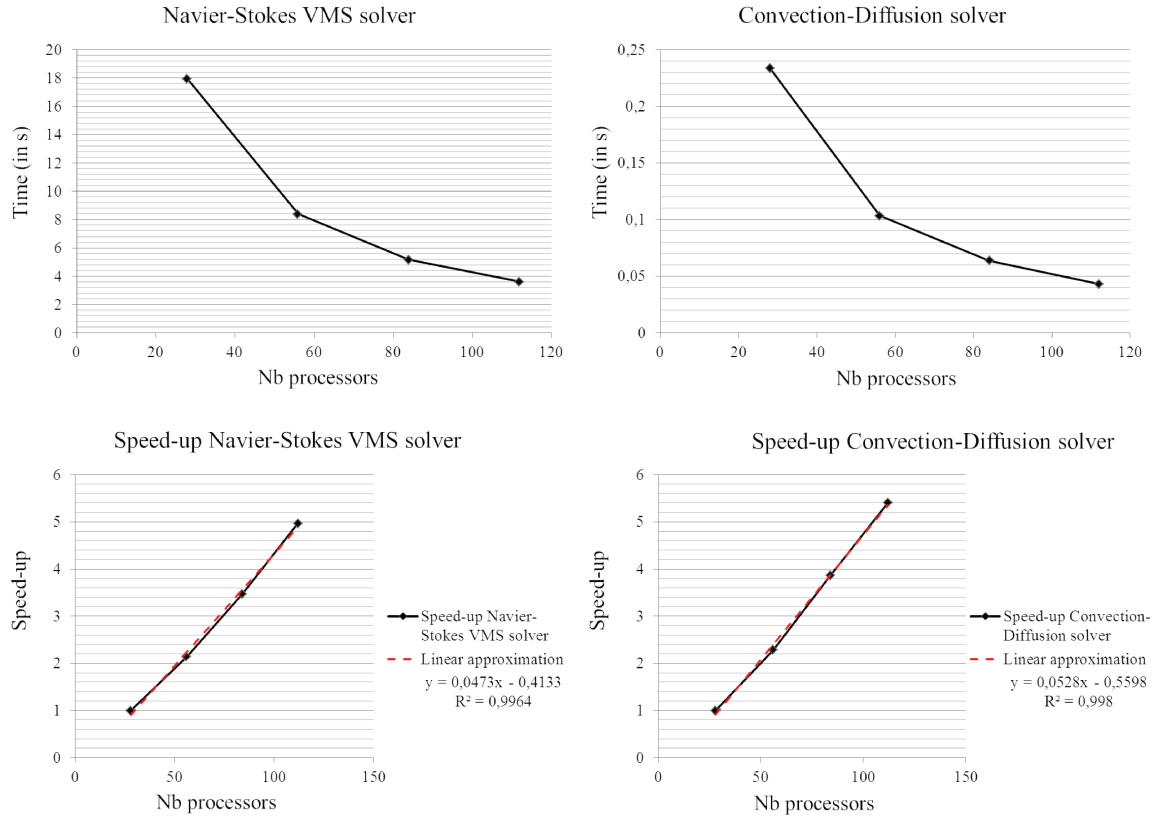 Navier-Stokes VMS solver
20
18
16
14
12
10
8
6
4
2
0
Time (in s)
0 20 40 60 80 100 120
Nb processors
Convection-Diffusion solver
0,25
0,2
0,15
0,1
0,05
0
Time (in s)
0 20 40 60 80 100 120
Nb processors
Speed-up Navier-Stokes VMS solver
6
5
4
3
2
1
0
Speed-up
0 50 100 150
Nb processors
Speed-up Navier-
Stokes VMS solver
Linear approximation
y = 0,0473x - 0,4133
R² = 0,9964
Speed-up Convection-Diffusion solver
6
5
4
3
2
1
0
Speed-up
0 50 100 150
Nb processors
Speed-up Convection-
Diffusion solver
Linear approximation
y = 0,0528x - 0,5598
R² = 0,998